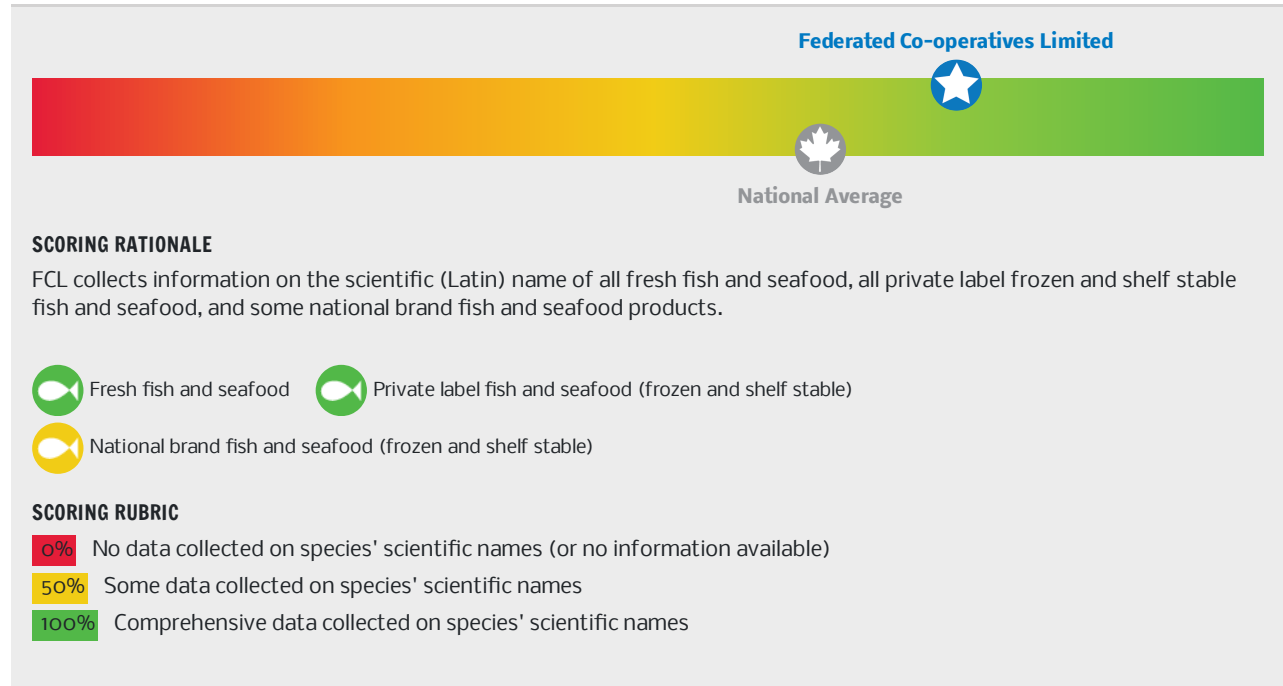 Federated Co-operatives Limited
National Average
SCORING RATIONALE
FCL collects information on the scientific (Latin) name of all fresh fish and seafood, all private label frozen and shelf stable
fish and seafood, and some national brand fish and seafood products.
Fresh fish and seafood
Private label fish and seafood (frozen and shelf stable)
National brand fish and seafood (frozen and shelf stable)
SCORING RUBRIC
0% No data collected on species' scientific names (or no information available)
50% Some data collected on species' scientific names
100% Comprehensive data collected on species' scientific names